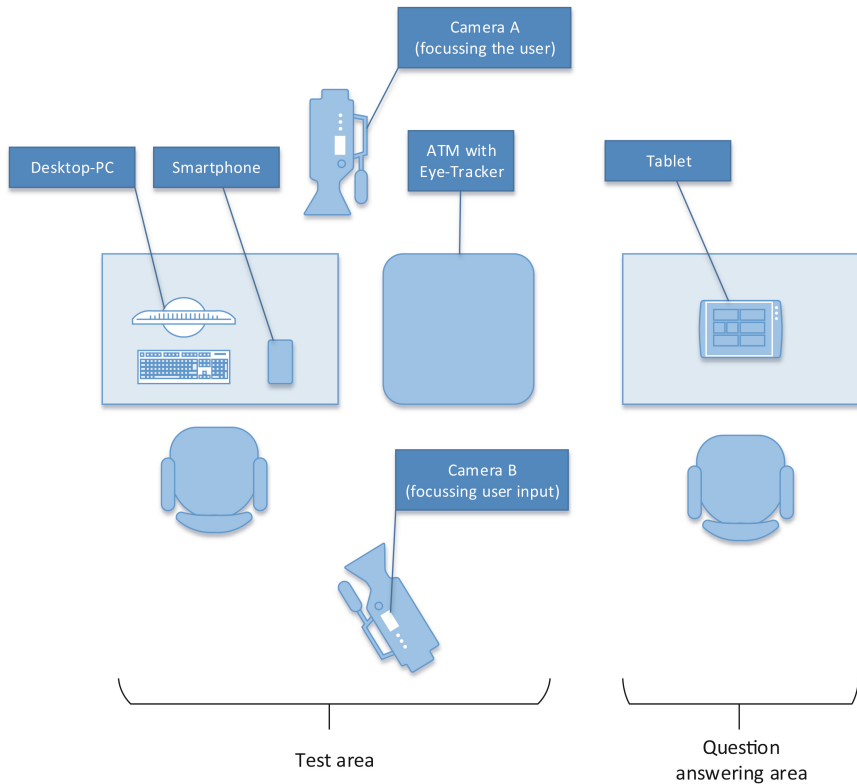 Camera A
(focussing the user)
Desktop-PC
Smartphone
ATM with
Eye-Tracker
Tablet
Camera B
(focussing user input)
Test area
Question
answering area